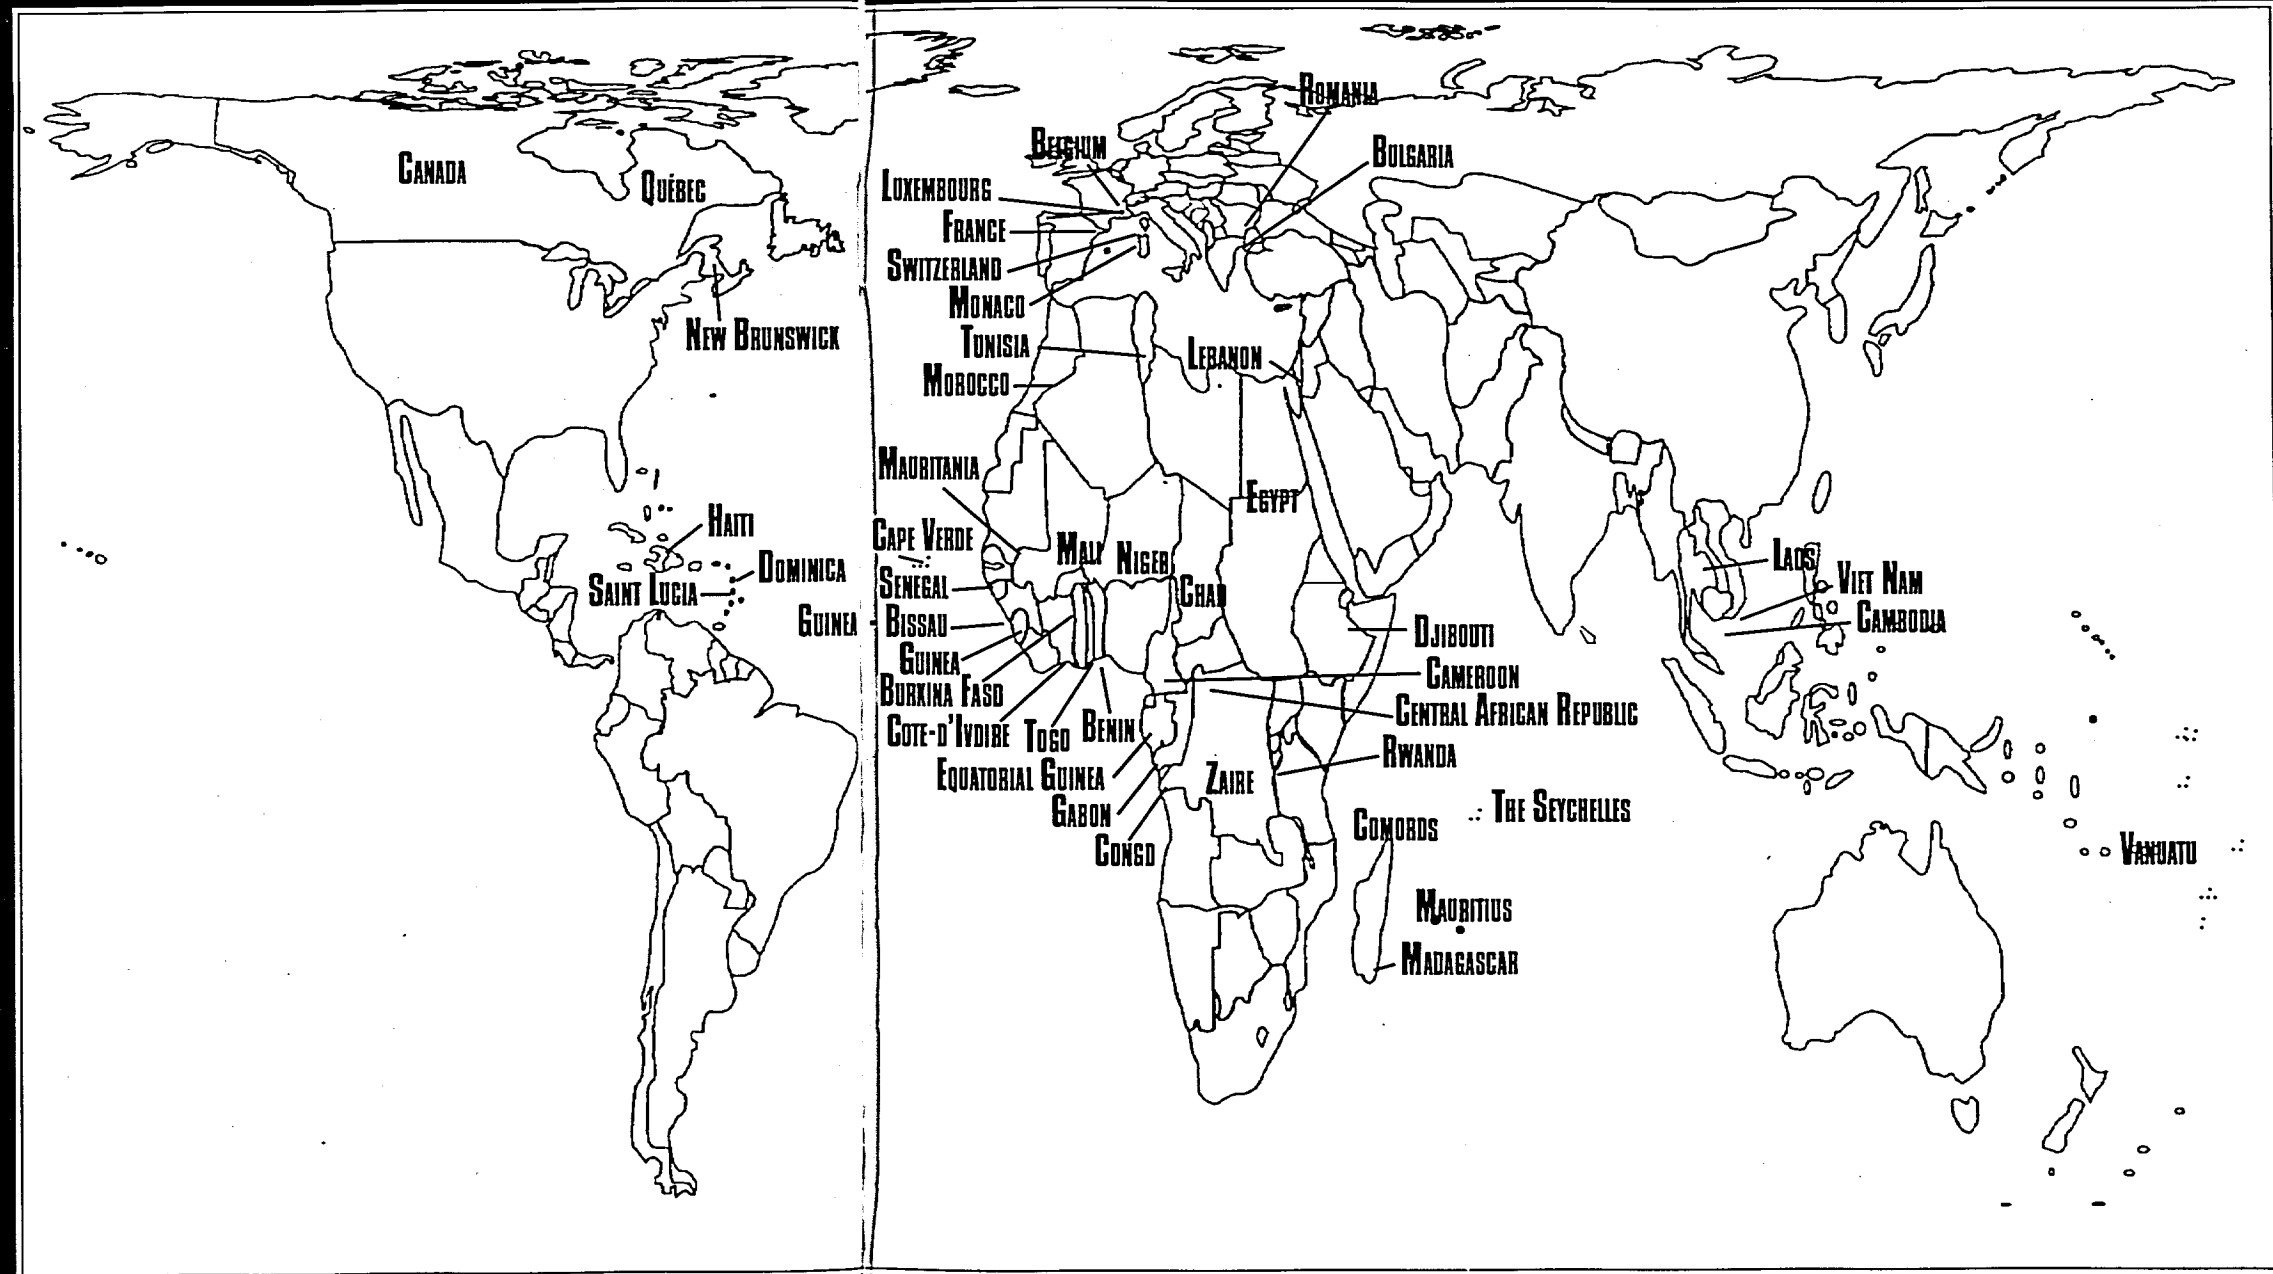 Canada
Québec
New Brunswick
Haiti
Dominica
Saint Lucia
Romania
Belgium
Bulgaria
Luxembourg
France
Switzerland
Monaco
Tunisia
Lebanon
Morocco
Mauritania
Egypt
Cape Verde
Mali
Niger
Senegal
Chad
Guinea - Bissau
Guinea
Burkina Faso
Cote-d'Ivoire
Togo
Benin
Equatorial Guinea
Gabon
Congo
Zaire
Djibouti
Cameroon
Central African Republic
Rwanda
The Seychelles
Comoros
Mauritius
Madagascar
Laos
Viet Nam
Cambodia
Vanuatu